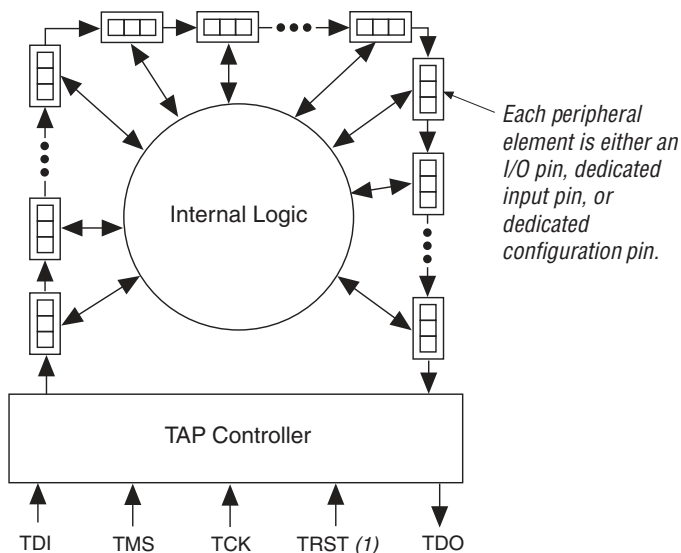 Each peripheral
element is either an
I/O pin, dedicated
input pin, or
dedicated
configuration pin.
Internal Logic
TAP Controller
TDI
TMS
TCK
TRST (1)
TDO